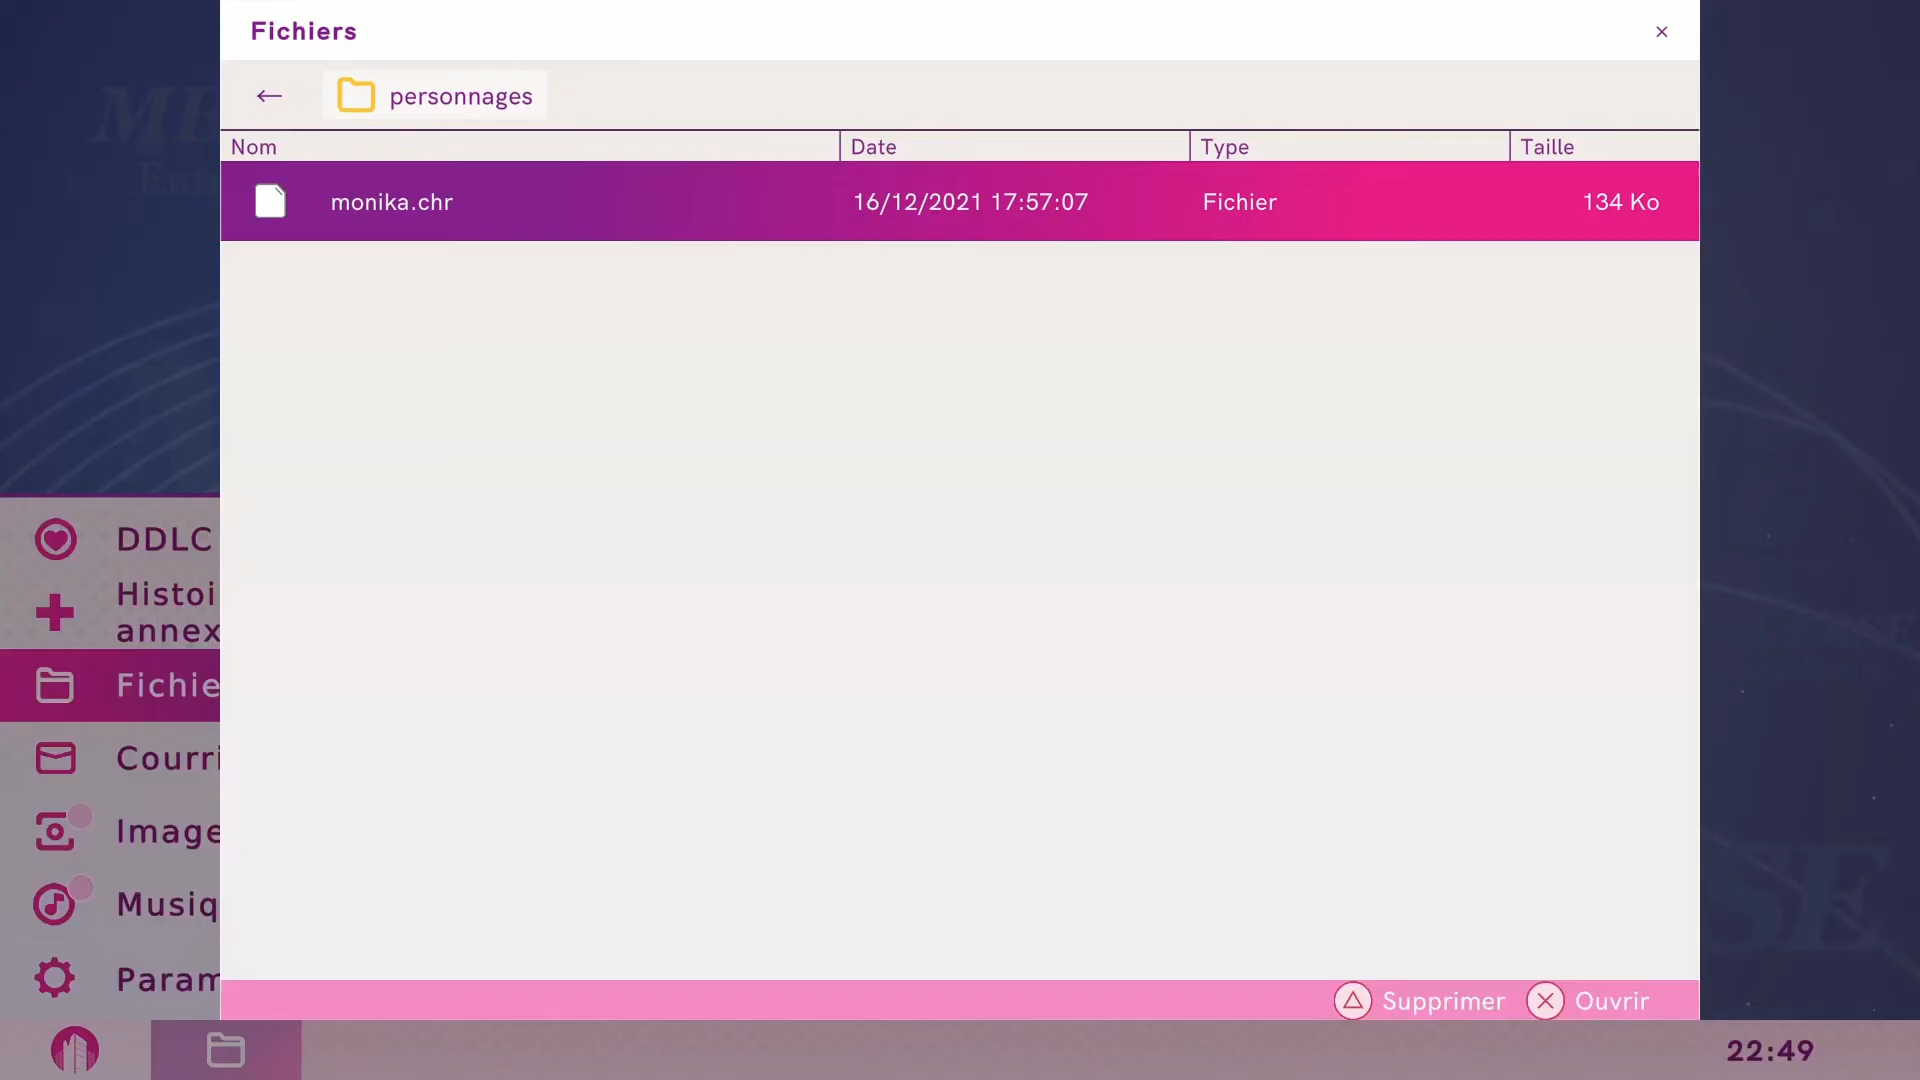 Fichiers
personnages
Nom Date Type Taille
monika.chr 16/12/2021 17:57:07 Fichier 134 Ko
DDLC
Histoi
annex
Fichie
Courri
Image
Musiq
Param
Supprimer Ouvrir
22:49